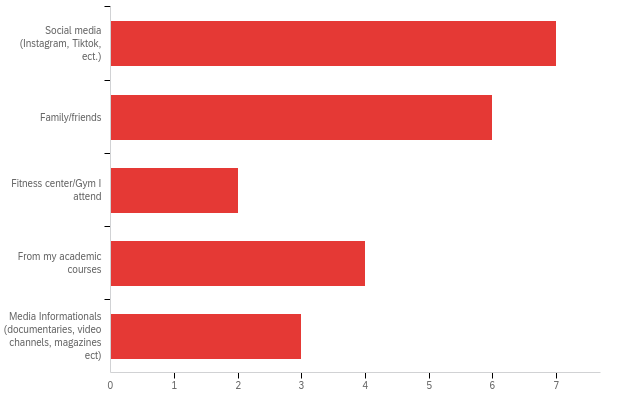 Social media
(Instagram, Tiktok,
ect.)
Family/friends
Fitness center/Gym I
attend
From my academic
courses
Media Informationals
(documentaries, video
channels, magazines
ect)
0 1 2 3 4 5 6 7